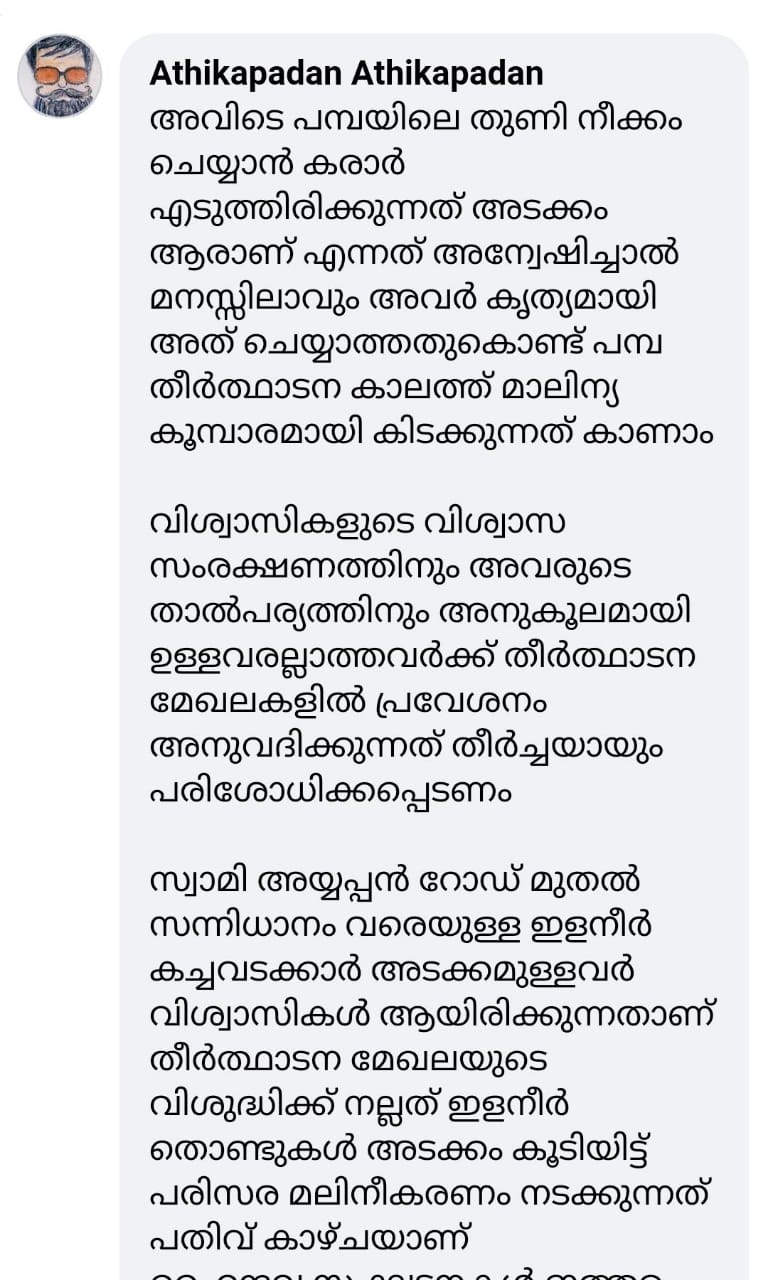 Athikapadan Athikapadan
അവിടെ പമ്പയിലെ തുണി നീക്കം
ചെയ്യാൻ കരാർ
എടുത്തിരിക്കുന്നത് അടക്കം
ആരാണ് എന്നത് അന്വേഷിച്ചാൽ
മനസ്സിലാവും അവർ കൃത്യമായി
അത് ചെയ്യാത്തതുകൊണ്ട് പമ്പ
തീർത്ഥാടന കാലത്ത് മാലിന്യ
കൂമ്പാരമായി കിടക്കുന്നത് കാണാം
വിശ്വാസികളുടെ വിശ്വാസ
സംരക്ഷണത്തിനും അവരുടെ
താൽപര്യത്തിനും അനുകൂലമായി
ഉള്ളവരല്ലാത്തവർക്ക് തീർത്ഥാടന
മേഖലകളിൽ പ്രവേശനം
അനുവദിക്കുന്നത് തീർച്ചയായും
പരിശോധിക്കപ്പെടണം
സ്വാമി അയ്യപ്പൻ റോഡ് മുതൽ
സന്നിധാനം വരെയുള്ള ഇളനീർ
കച്ചവടക്കാർ അടക്കമുള്ളവർ
വിശ്വാസികൾ ആയിരിക്കുന്നതാണ്
തീർത്ഥാടന മേഖലയുടെ
വിശുദ്ധിക്ക് നല്ലത് ഇളനീർ
തൊണ്ടുകൾ അടക്കം കൂടിയിട്ട്
പരിസര മലിനീകരണം നടക്കുന്നത്
പതിവ് കാഴ്ചയാണ്